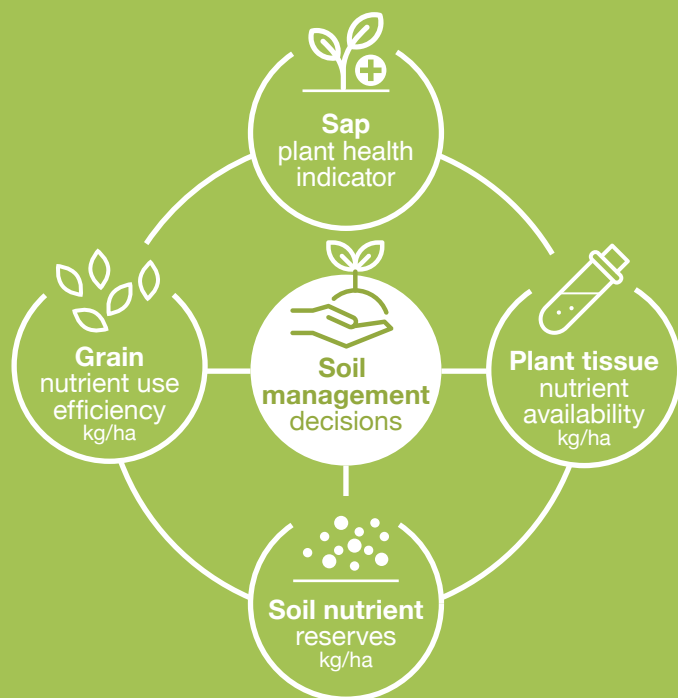 Sap
plant health
indicator
Grain
nutrient use
efficiency
kg/ha
Soil
management
decisions
Plant tissue
nutrient
availability
kg/ha
Soil nutrient
reserves
kg/ha